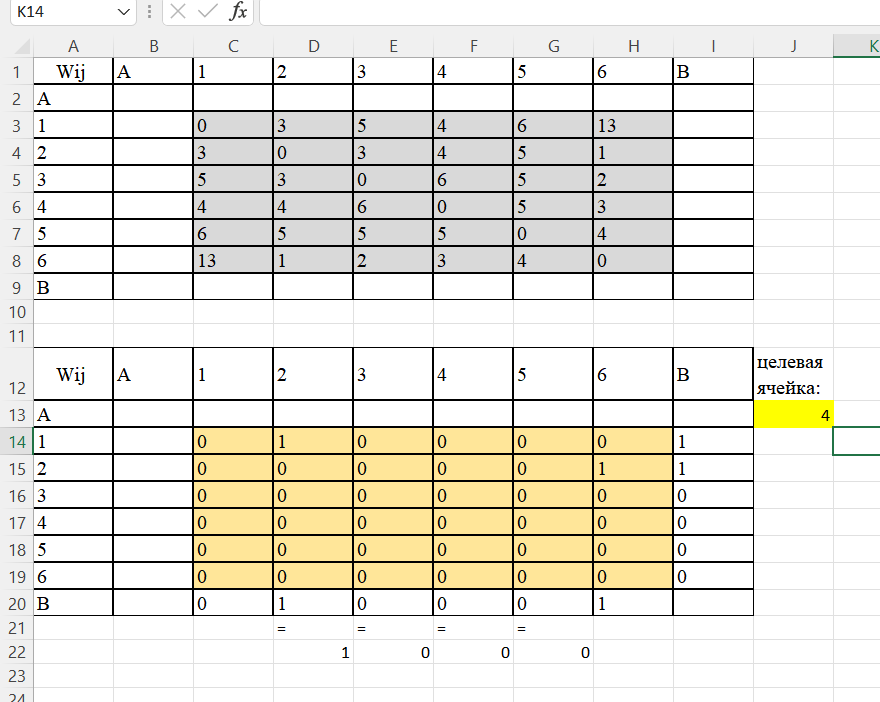 K14 fx
A B C D E F G H I J K
1 Wij A 1 2 3 4 5 6 B
2 A
3 1 0 3 5 4 6 13
4 2 3 0 3 4 5 1
5 3 5 3 0 6 5 2
6 4 4 4 6 0 5 3
7 5 6 5 5 5 0 4
8 6 13 1 2 3 4 0
9 B
10
11
целевая
12 Wij A 1 2 3 4 5 6 B ячейка:
13 A 4
14 1 0 1 0 0 0 0 1
15 2 0 0 0 0 0 1 1
16 3 0 0 0 0 0 0 0
17 4 0 0 0 0 0 0 0
18 5 0 0 0 0 0 0 0
19 6 0 0 0 0 0 0 0
20 B 0 1 0 0 0 1
21 = = = =
22 1 0 0 0
23
24